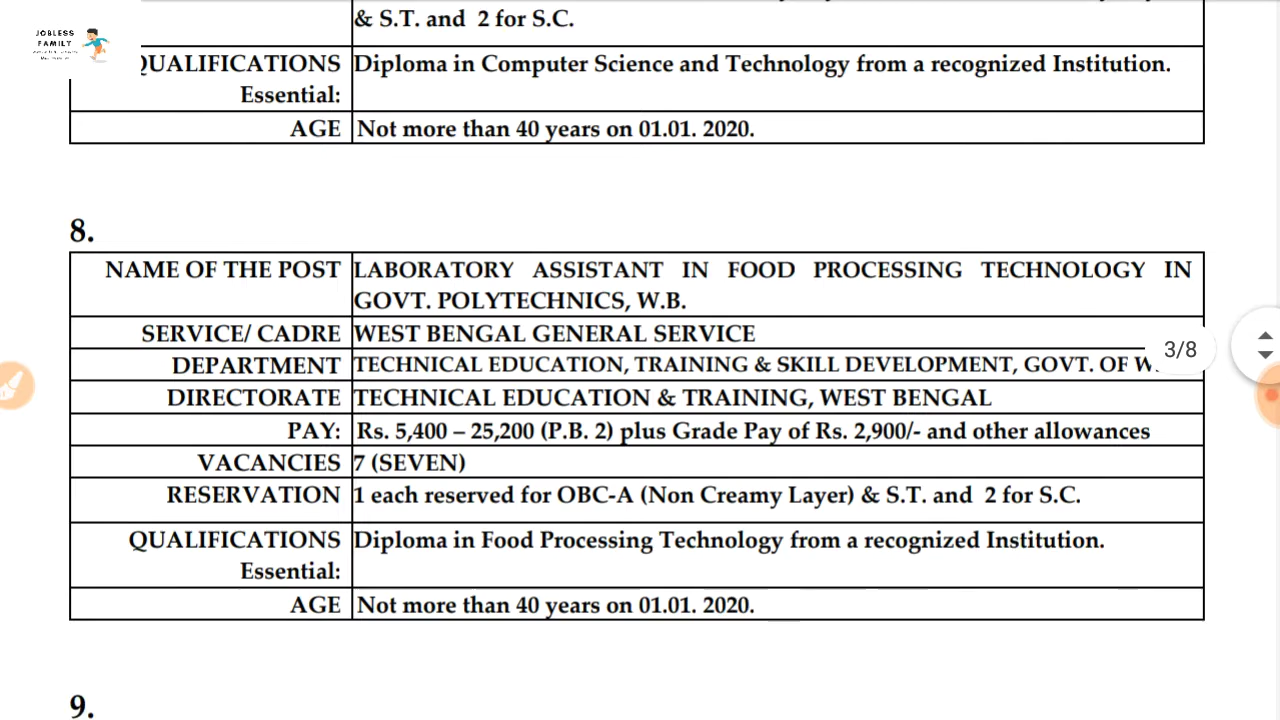 & S.T. and 2 for S.C.
JOBLESS
FAMILY
QUALIFICATIONS Diploma in Computer Science and Technology from a recognized Institution.
Essential:
AGE Not more than 40 years on 01.01. 2020.
8.
NAME OF THE POST LABORATORY ASSISTANT IN FOOD PROCESSING TECHNOLOGY IN
GOVT. POLYTECHNICS, W.B.
SERVICE/ CADRE WEST BENGAL GENERAL SERVICE
3/8
DEPARTMENT TECHNICAL EDUCATION, TRAINING & SKILL DEVELOPMENT, GOVT. OF
DIRECTORATE TECHNICAL EDUCATION & TRAINING, WEST BENGAL
PAY: Rs. 5,400 – 25,200 (P.B. 2) plus Grade Pay of Rs. 2,900/- and other allowances
VACANCIES 7 (SEVEN)
RESERVATION 1 each reserved for OBC-A (Non Creamy Layer) & S.T. and 2 for S.C.
QUALIFICATIONS Diploma in Food Processing Technology from a recognized Institution.
Essential:
AGE Not more than 40 years on 01.01. 2020.
9.